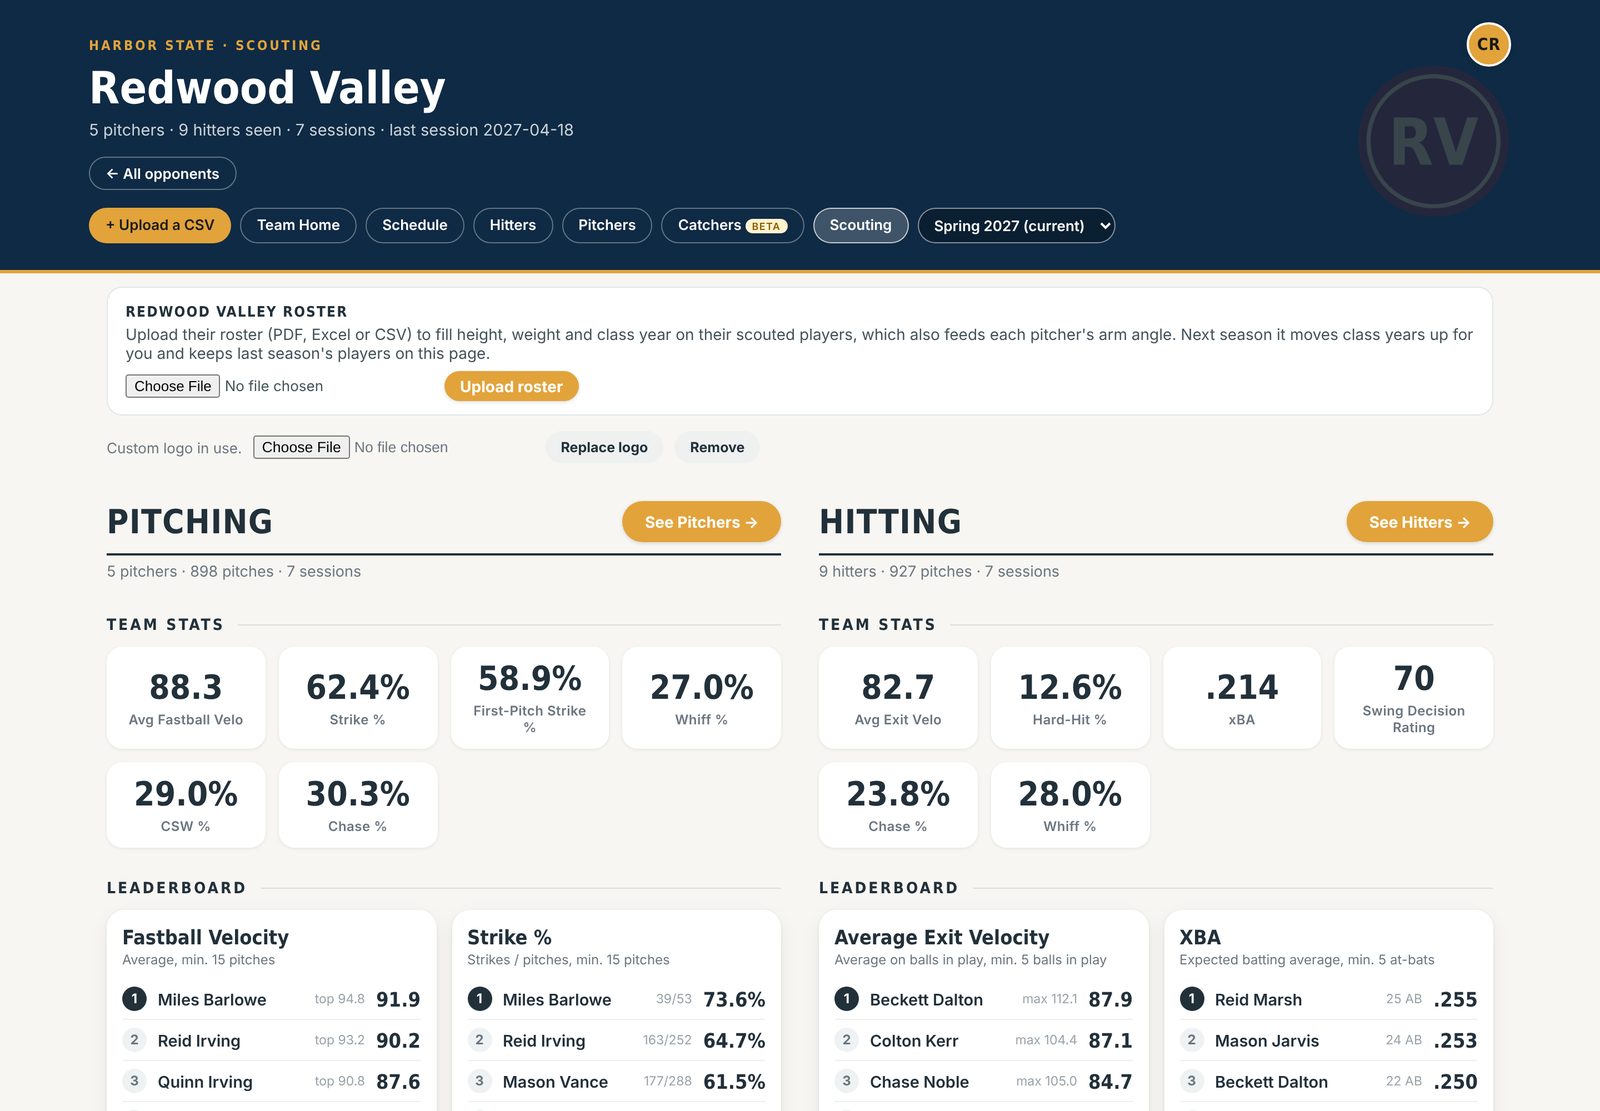 HARBOR STATE · SCOUTING
CR
Redwood Valley
RV
5 pitchers · 9 hitters seen · 7 sessions · last session 2027-04-18
← All opponents
+ Upload a CSV Team Home Schedule Hitters Pitchers Catchers BETA Scouting Spring 2027 (current)
REDWOOD VALLEY ROSTER
Upload their roster (PDF, Excel or CSV) to fill height, weight and class year on their scouted players, which also feeds each pitcher's arm angle. Next season it moves class years up for
you and keeps last season's players on this page.
Choose File No file chosen Upload roster
Custom logo in use. Choose File No file chosen Replace logo Remove
PITCHING See Pitchers →
5 pitchers · 898 pitches · 7 sessions
TEAM STATS
88.3 62.4% 58.9% 27.0%
Avg Fastball Velo Strike % First-Pitch Strike % Whiff %
29.0% 30.3%
CSW % Chase %
LEADERBOARD
Fastball Velocity
Average, min. 15 pitches
1 Miles Barlowe top 94.8 91.9
2 Reid Irving top 93.2 90.2
3 Quinn Irving top 90.8 87.6
Strike %
Strikes / pitches, min. 15 pitches
1 Miles Barlowe 39/53 73.6%
2 Reid Irving 163/252 64.7%
3 Mason Vance 177/288 61.5%
HITTING See Hitters →
9 hitters · 927 pitches · 7 sessions
TEAM STATS
82.7 12.6% .214 70
Avg Exit Velo Hard-Hit % xBA Swing Decision Rating
23.8% 28.0%
Chase % Whiff %
LEADERBOARD
Average Exit Velocity
Average on balls in play, min. 5 balls in play
1 Beckett Dalton max 112.1 87.9
2 Colton Kerr max 104.4 87.1
3 Chase Noble max 105.0 84.7
XBA
Expected batting average, min. 5 at-bats
1 Reid Marsh 25 AB .255
2 Mason Jarvis 24 AB .253
3 Beckett Dalton 22 AB .250